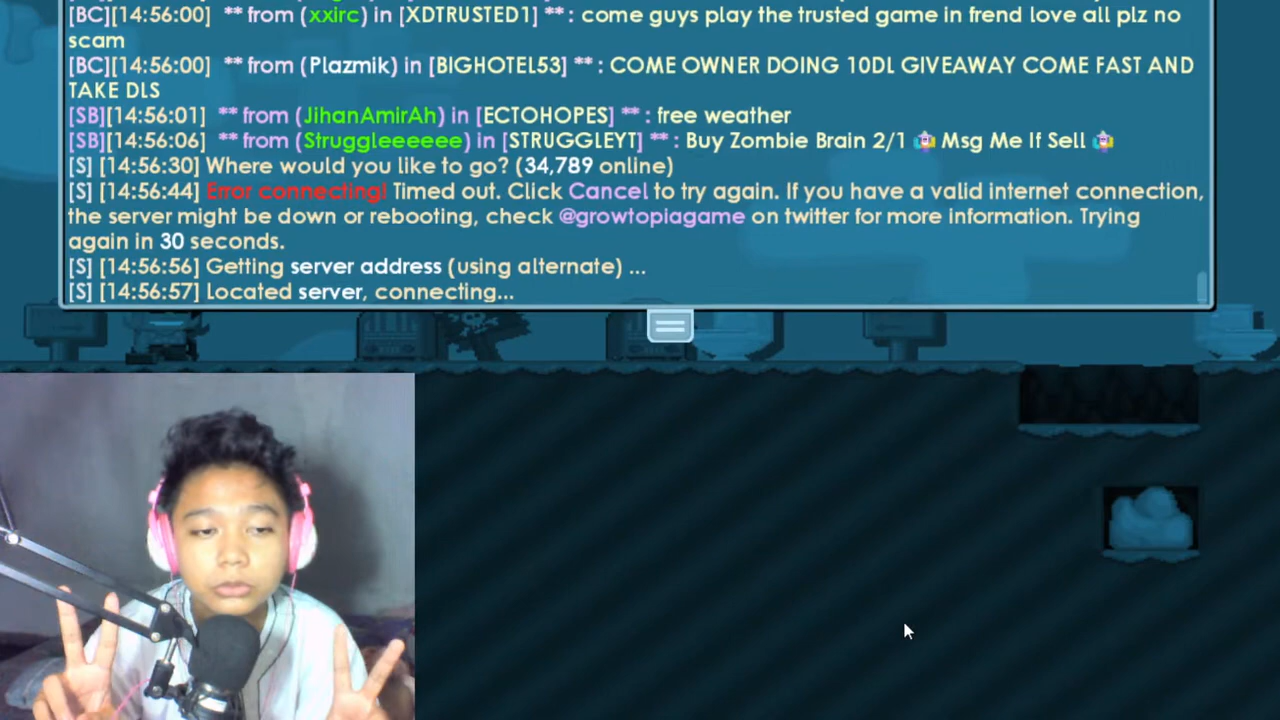 [BC][14:56:00] ** from (xxirc) in [XDTRUSTED1] ** : come guys play the trusted game in frend love all plz no
scam
[BC][14:56:00] ** from (Plazmik) in [BIGHOTEL53] ** : COME OWNER DOING 10DL GIVEAWAY COME FAST AND
TAKE DLS
[SB][14:56:01] ** from (JihanAmirAh) in [ECTOHOPES] ** : free weather
[SB][14:56:06] ** from (Struggleeeeee) in [STRUGGLEYT] ** : Buy Zombie Brain 2/1 Msg Me If Sell
[S] [14:56:30] Where would you like to go? (34,789 online)
[S] [14:56:44] Error connecting! Timed out. Click Cancel to try again. If you have a valid internet connection,
the server might be down or rebooting, check @growtopiagame on twitter for more information. Trying
again in 30 seconds.
[S] [14:56:56] Getting server address (using alternate) ...
[S] [14:56:57] Located server, connecting...